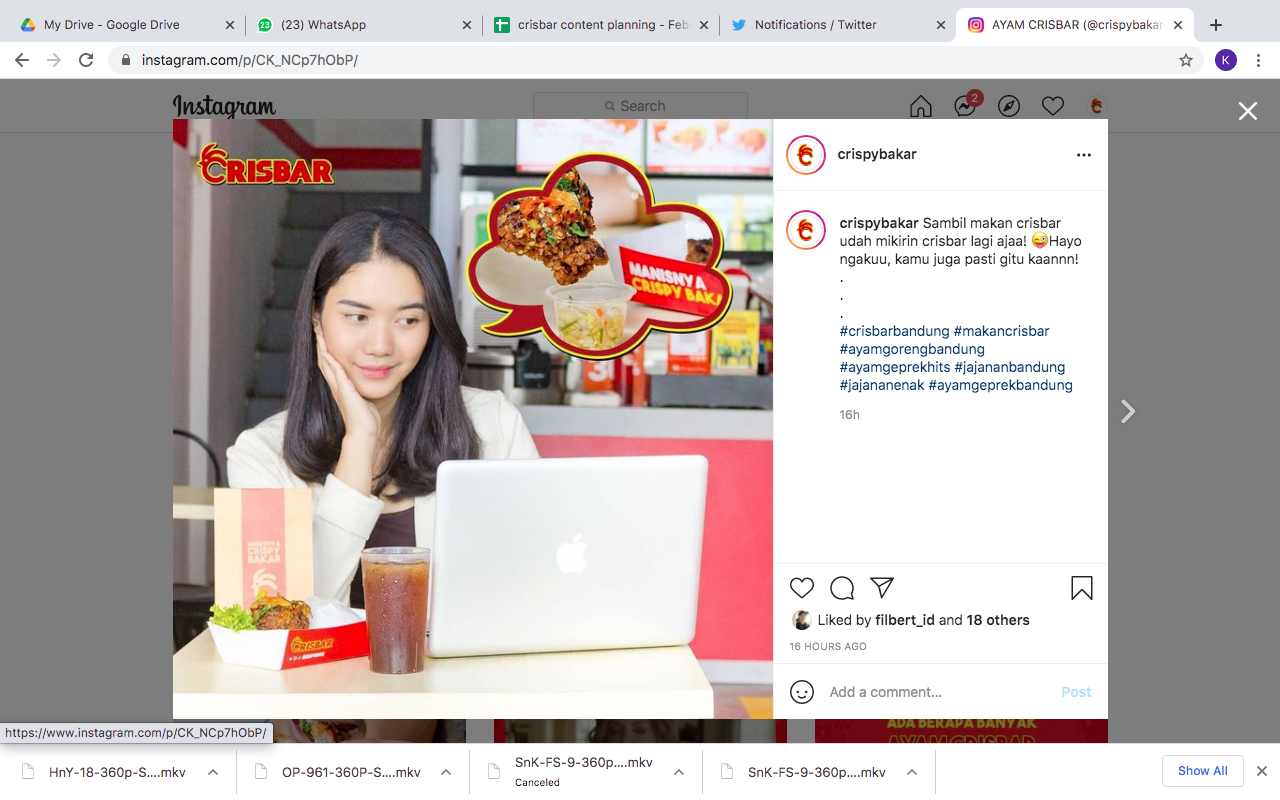 My Drive - Google Drive
23
(23) WhatsApp
crisbar content planning - Feb
Notifications / Twitter
AYAM CRISBAR (@crispybakar
instagram.com/p/CK_NCp7hObP/
K
Instagram
Search
2
CRISBAR
MANISNYA
CRISPY BAKA
MANISNYA
CRISPY
BAKAR
CRISBAR
crispybakar
crispybakar Sambil makan crisbar
udah mikirin crisbar lagi ajaa! 😜Hayo
ngakuu, kamu juga pasti gitu kaannn!
.
.
.
#crisbarbandung #makancrisbar
#ayamgorengbandung
#ayamgeprekhits #jajananbandung
#jajananenak #ayamgeprekbandung
16h
Liked by filbert_id and 18 others
16 HOURS AGO
Add a comment...
Post
ADA BERAPA BANYAK
AYAM CRISBAR
https://www.instagram.com/p/CK_NCp7hObP/
HnY-18-360p-S....mkv
OP-961-360P-S....mkv
SnK-FS-9-360p....mkv
Canceled
SnK-FS-9-360p....mkv
Show All